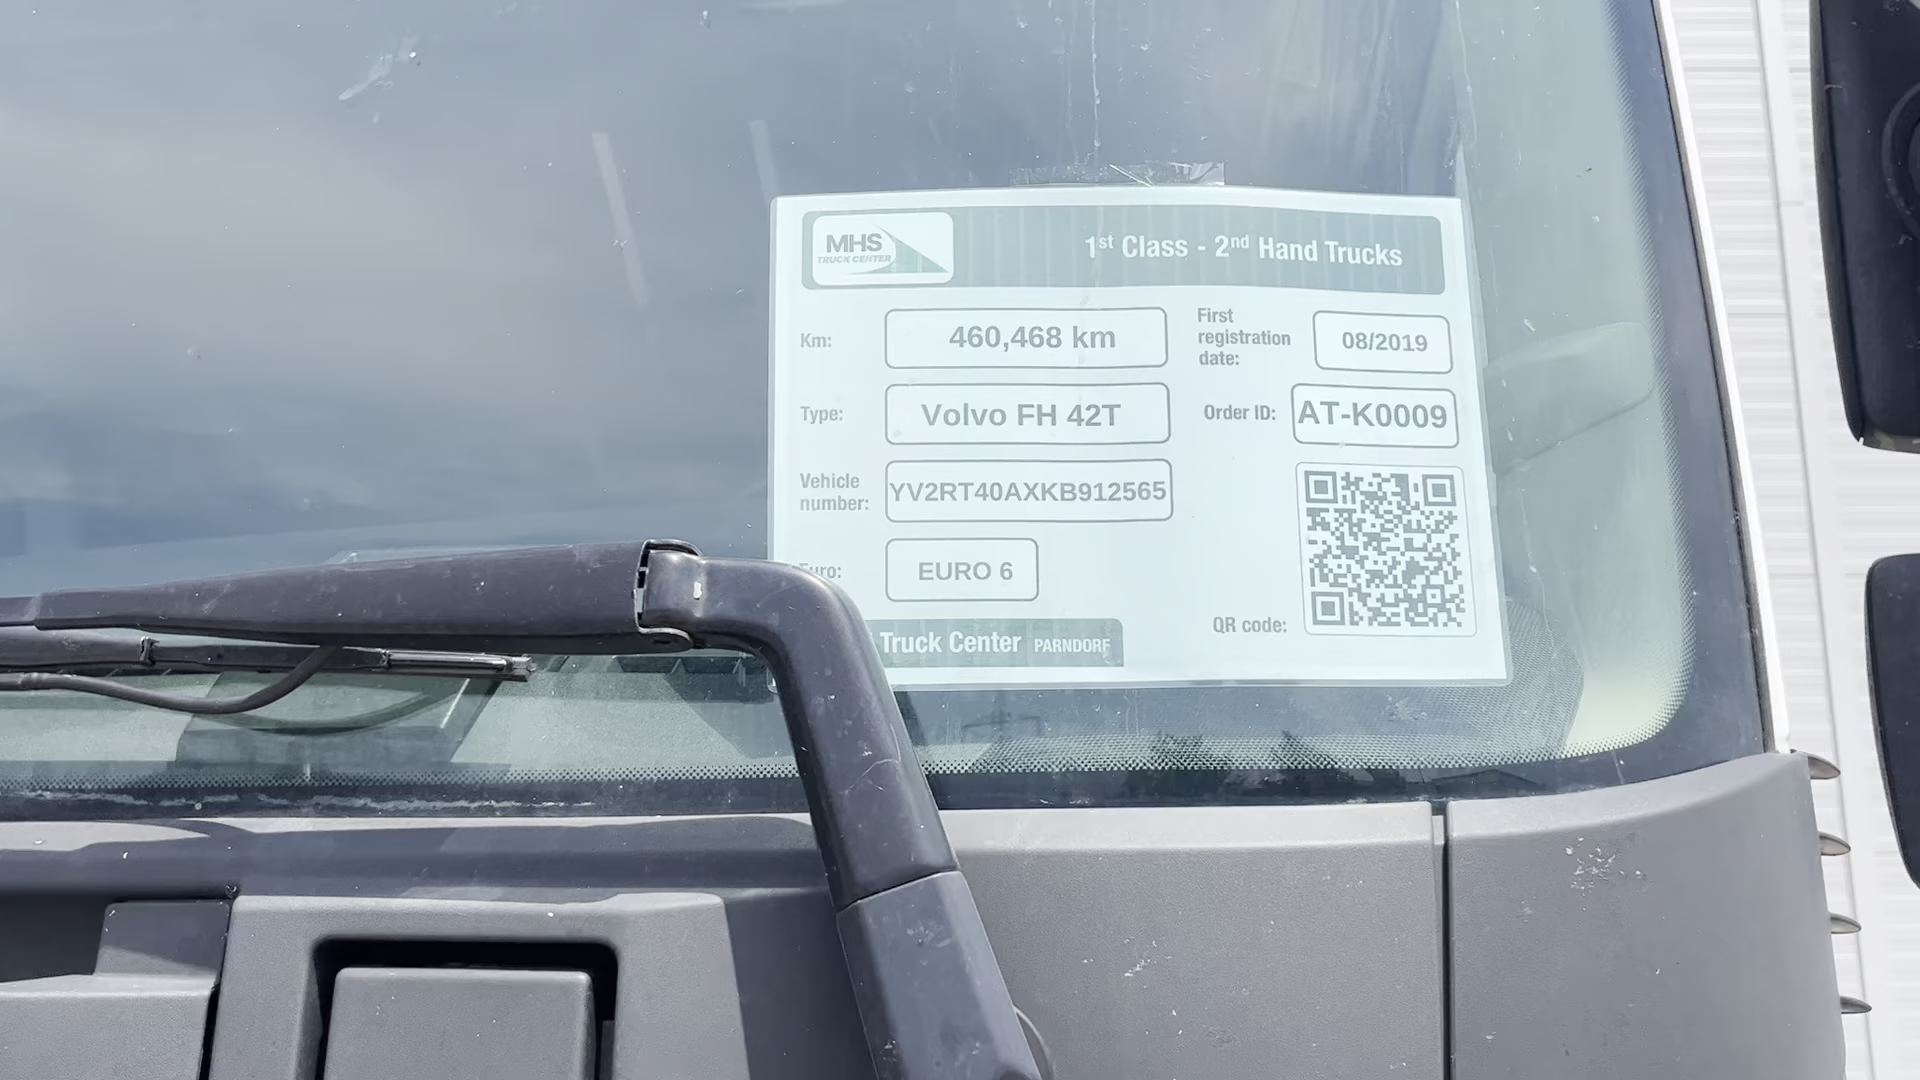 MHS
TRUCK CENTER
1st Class - 2nd Hand Trucks
Km:
460,468 km
First
registration
date:
08/2019
Type:
Volvo FH 42T
Order ID:
AT-K0009
Vehicle
number:
YV2RT40AXKB912565
Euro:
EURO 6
QR code:
Truck Center PARNDORF